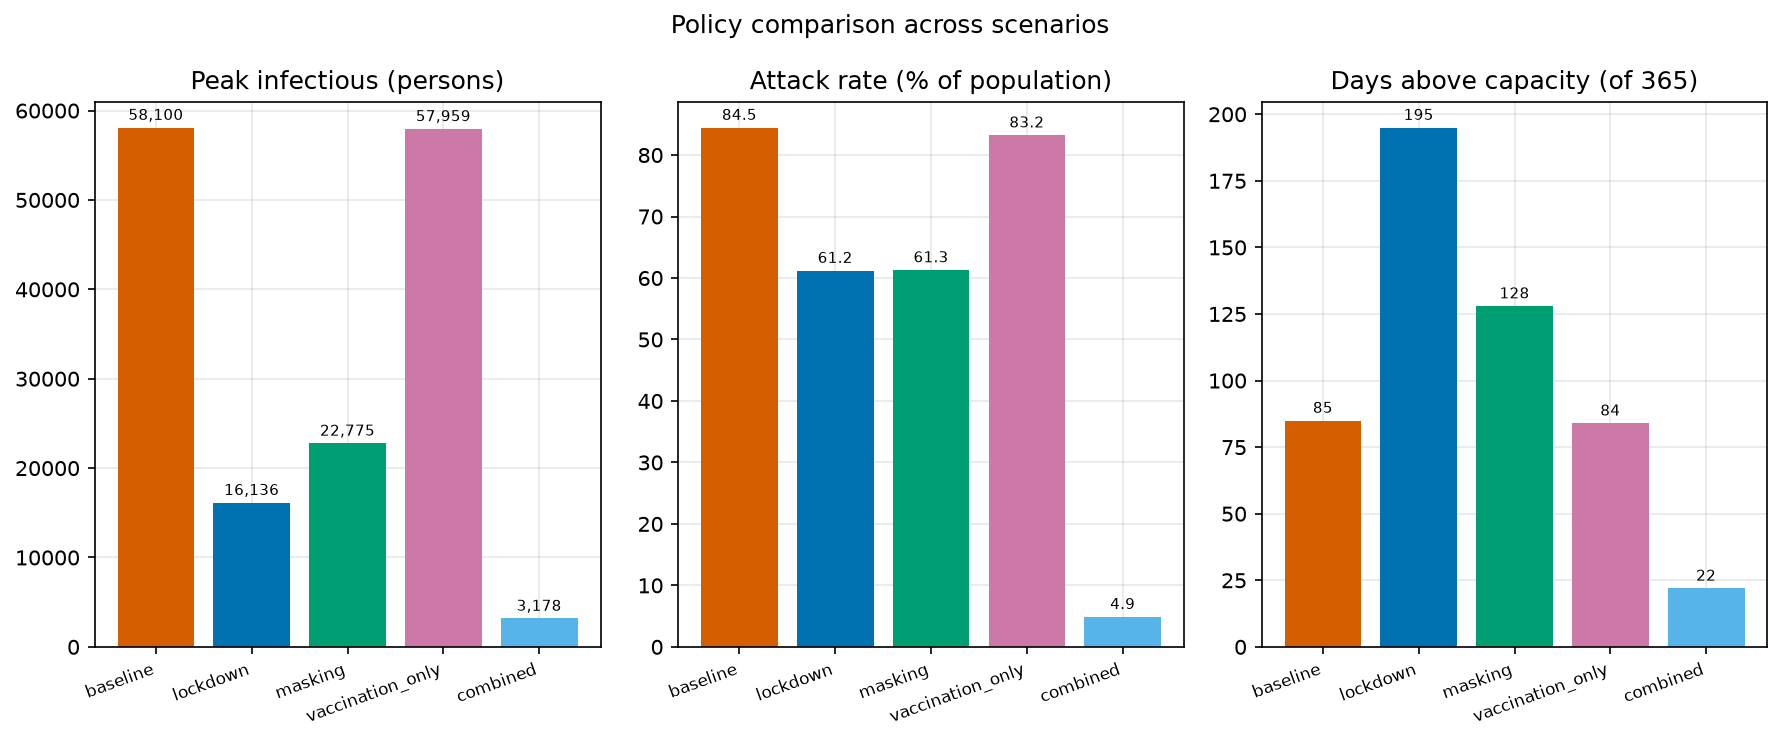 Policy comparison across scenarios
Peak infectious (persons)
60000
50000
40000
30000
20000
10000
0
58,100
16,136
22,775
57,959
3,178
baseline
lockdown
masking
vaccination_only
combined
Attack rate (% of population)
80
70
60
50
40
30
20
10
0
84.5
61.2
61.3
83.2
4.9
baseline
lockdown
masking
vaccination_only
combined
Days above capacity (of 365)
200
175
150
125
100
75
50
25
0
85
195
128
84
22
baseline
lockdown
masking
vaccination_only
combined